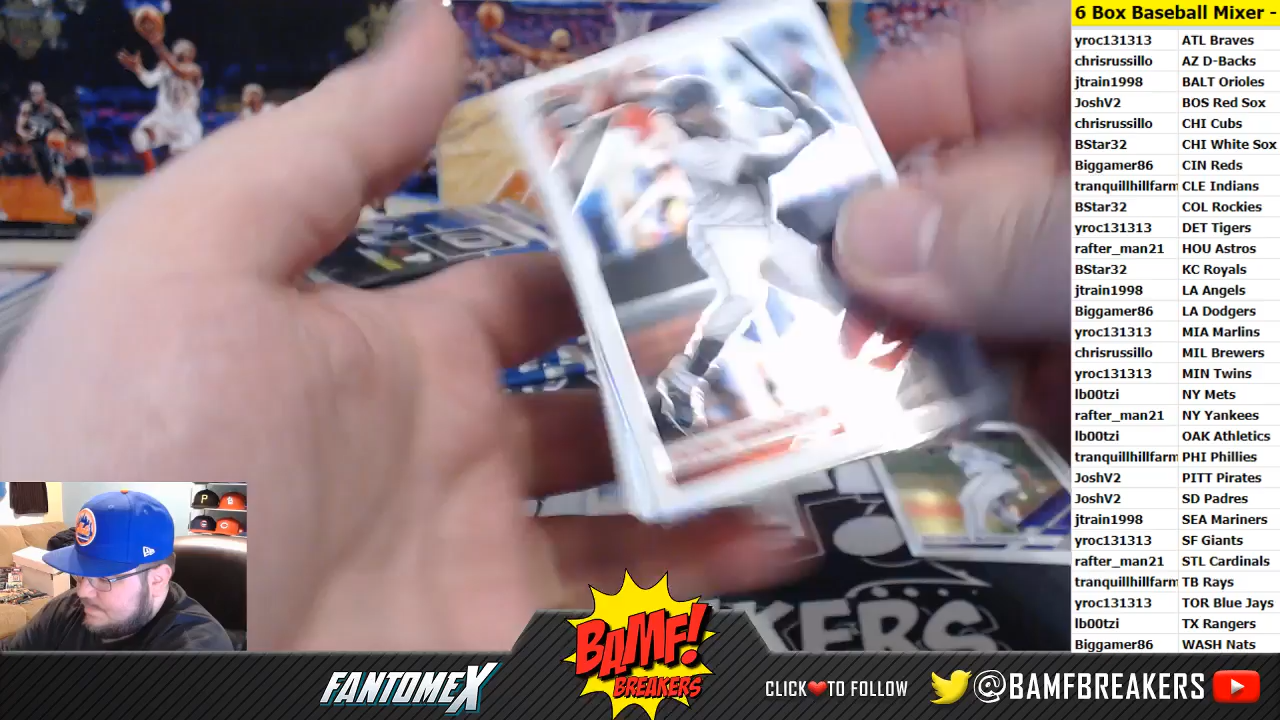 6 Box Baseball Mixer -
yroc131313 ATL Braves
chrisrussillo AZ D-Backs
jtrain1998 BALT Orioles
JoshV2 BOS Red Sox
chrisrussillo CHI Cubs
BStar32 CHI White Sox
Biggamer86 CIN Reds
tranquillhillfarm CLE Indians
BStar32 COL Rockies
yroc131313 DET Tigers
rafter_man21 HOU Astros
BStar32 KC Royals
jtrain1998 LA Angels
Biggamer86 LA Dodgers
yroc131313 MIA Marlins
chrisrussillo MIL Brewers
yroc131313 MIN Twins
lb00tzi NY Mets
rafter_man21 NY Yankees
lb00tzi OAK Athletics
tranquillhillfarm PHI Phillies
JoshV2 PITT Pirates
JoshV2 SD Padres
jtrain1998 SEA Mariners
yroc131313 SF Giants
rafter_man21 STL Cardinals
tranquillhillfarm TB Rays
yroc131313 TOR Blue Jays
lb00tzi TX Rangers
Biggamer86 WASH Nats
KERS
FANTOMEX
BAMF!
BREAKERS
CLICK TO FOLLOW
@BAMFBREAKERS